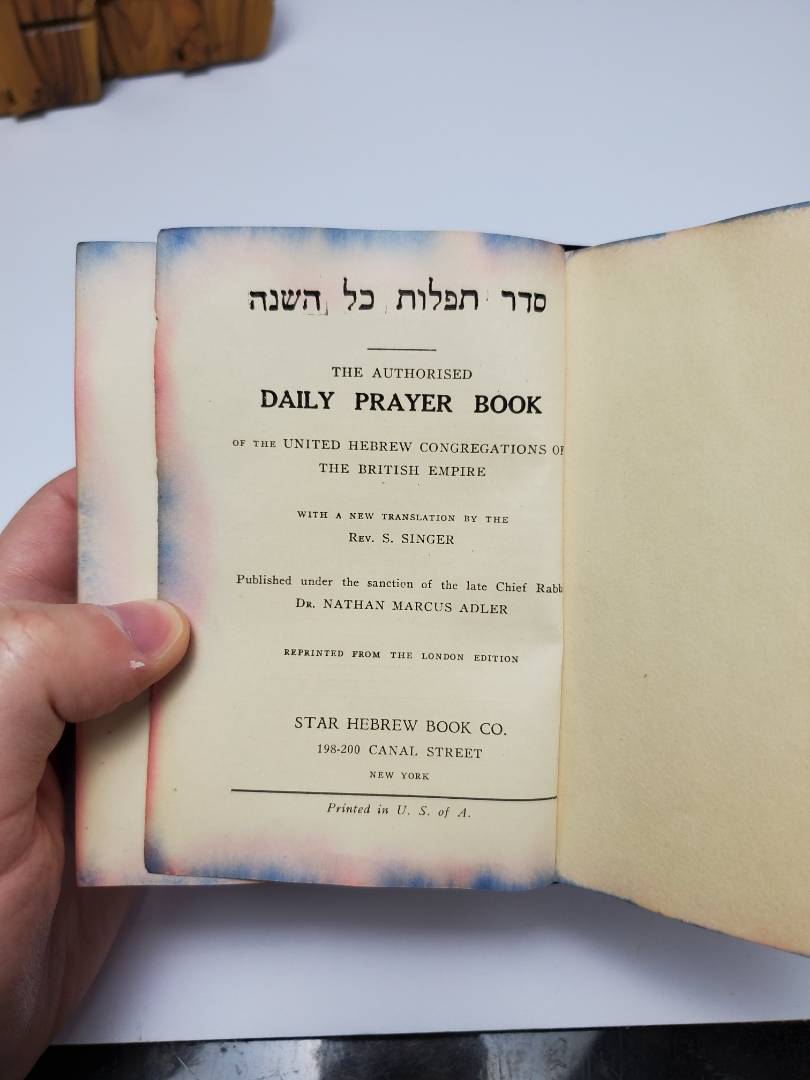 סדר תפלות כל השנה
THE AUTHORISED
DAILY PRAYER BOOK
OF THE UNITED HEBREW CONGREGATIONS OF
THE BRITISH EMPIRE
WITH A NEW TRANSLATION BY THE
REV. S. SINGER
Published under the sanction of the late Chief Rabb
DR. NATHAN MARCUS ADLER
REPRINTED FROM THE LONDON EDITION
STAR HEBREW BOOK CO.
198-200 CANAL STREET
NEW YORK
Printed in U. S. of A.